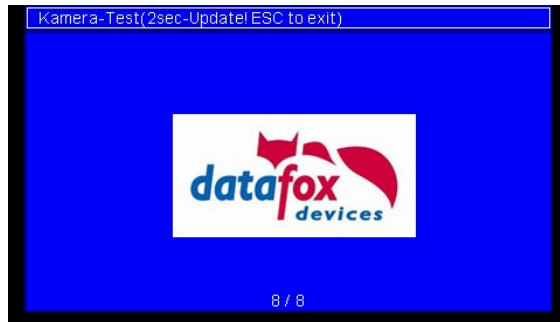 Kamera-Test(2sec-Update! ESC to exit)
datafox
devices
8 / 8